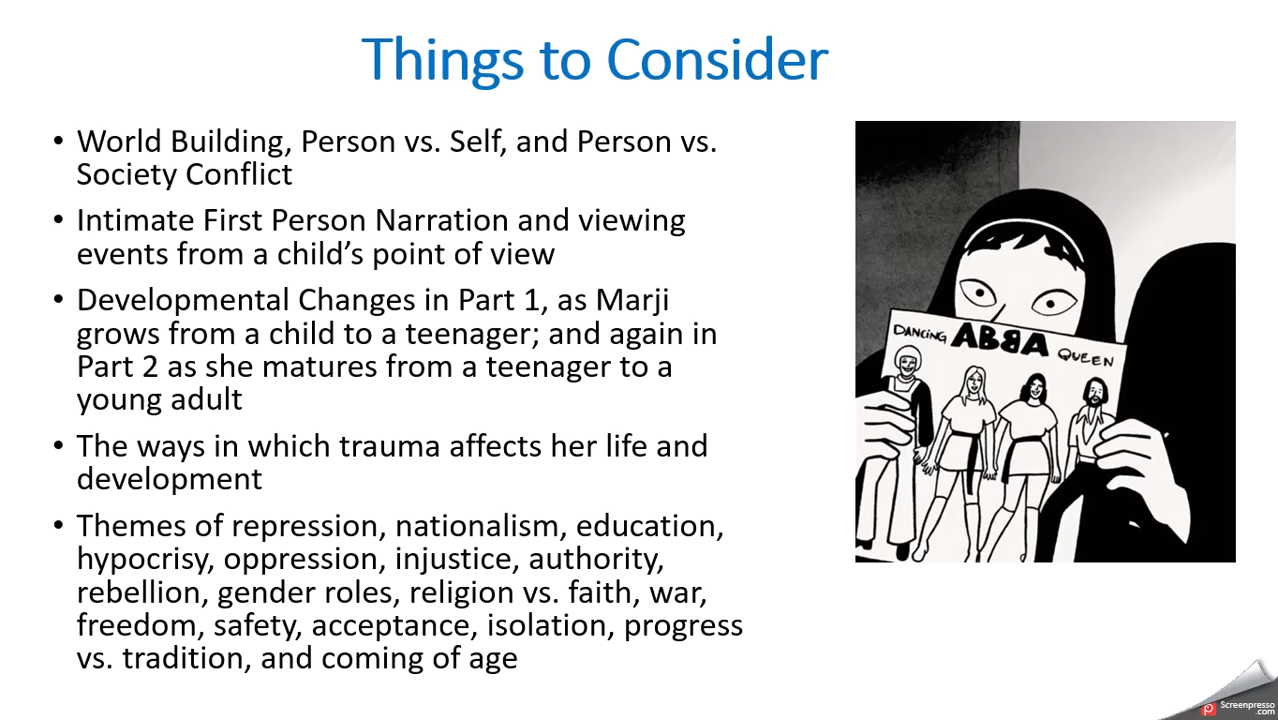 Things to Consider
• World Building, Person vs. Self, and Person vs.
Society Conflict
• Intimate First Person Narration and viewing
events from a child’s point of view
• Developmental Changes in Part 1, as Marji
grows from a child to a teenager; and again in
Part 2 as she matures from a teenager to a
young adult
• The ways in which trauma affects her life and
development
• Themes of repression, nationalism, education,
hypocrisy, oppression, injustice, authority,
rebellion, gender roles, religion vs. faith, war,
freedom, safety, acceptance, isolation, progress
vs. tradition, and coming of age
DANCING ABBA QUEEN
Screenpresso
.com